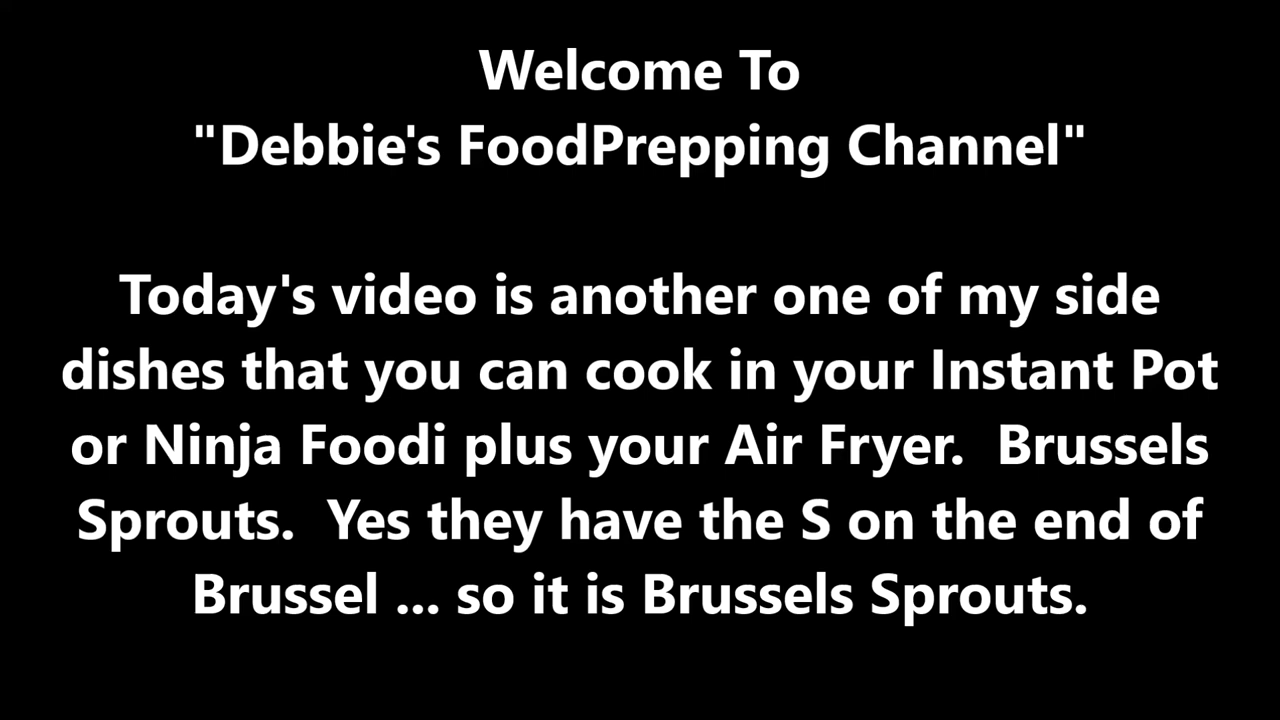 Welcome To
"Debbie's FoodPrepping Channel"
Today's video is another one of my side
dishes that you can cook in your Instant Pot
or Ninja Foodi plus your Air Fryer.  Brussels
Sprouts.  Yes they have the S on the end of
Brussel ... so it is Brussels Sprouts.